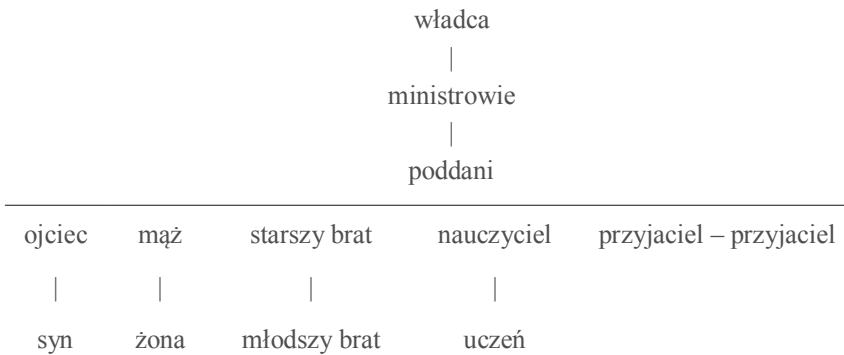 władca
|
ministrowie
|
poddani
ojciec mąż starszy brat nauczyciel przyjaciel – przyjaciel
| | | |
syn żona młodszy brat uczeń